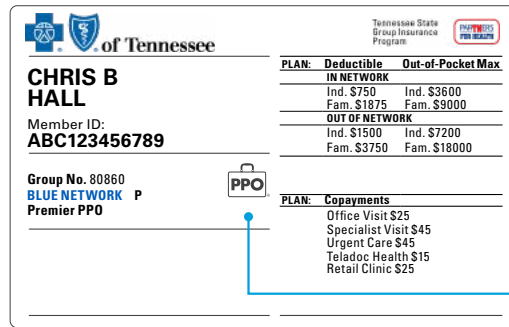 of Tennessee
Tennessee State
Group Insurance
Program
PARTNERS
FOR HEALTH
CHRIS B
HALL
Member ID:
ABC123456789
Group No. 80860
BLUE NETWORK P
Premier PPO
PPO
PLAN: Deductible Out-of-Pocket Max
IN NETWORK
Ind. $750 Ind. $3600
Fam. $1875 Fam. $9000
OUT OF NETWORK
Ind. $1500 Ind. $7200
Fam. $3750 Fam. $18000
PLAN: Copayments
Office Visit $25
Specialist Visit $45
Urgent Care $45
Teladoc Health $15
Retail Clinic $25